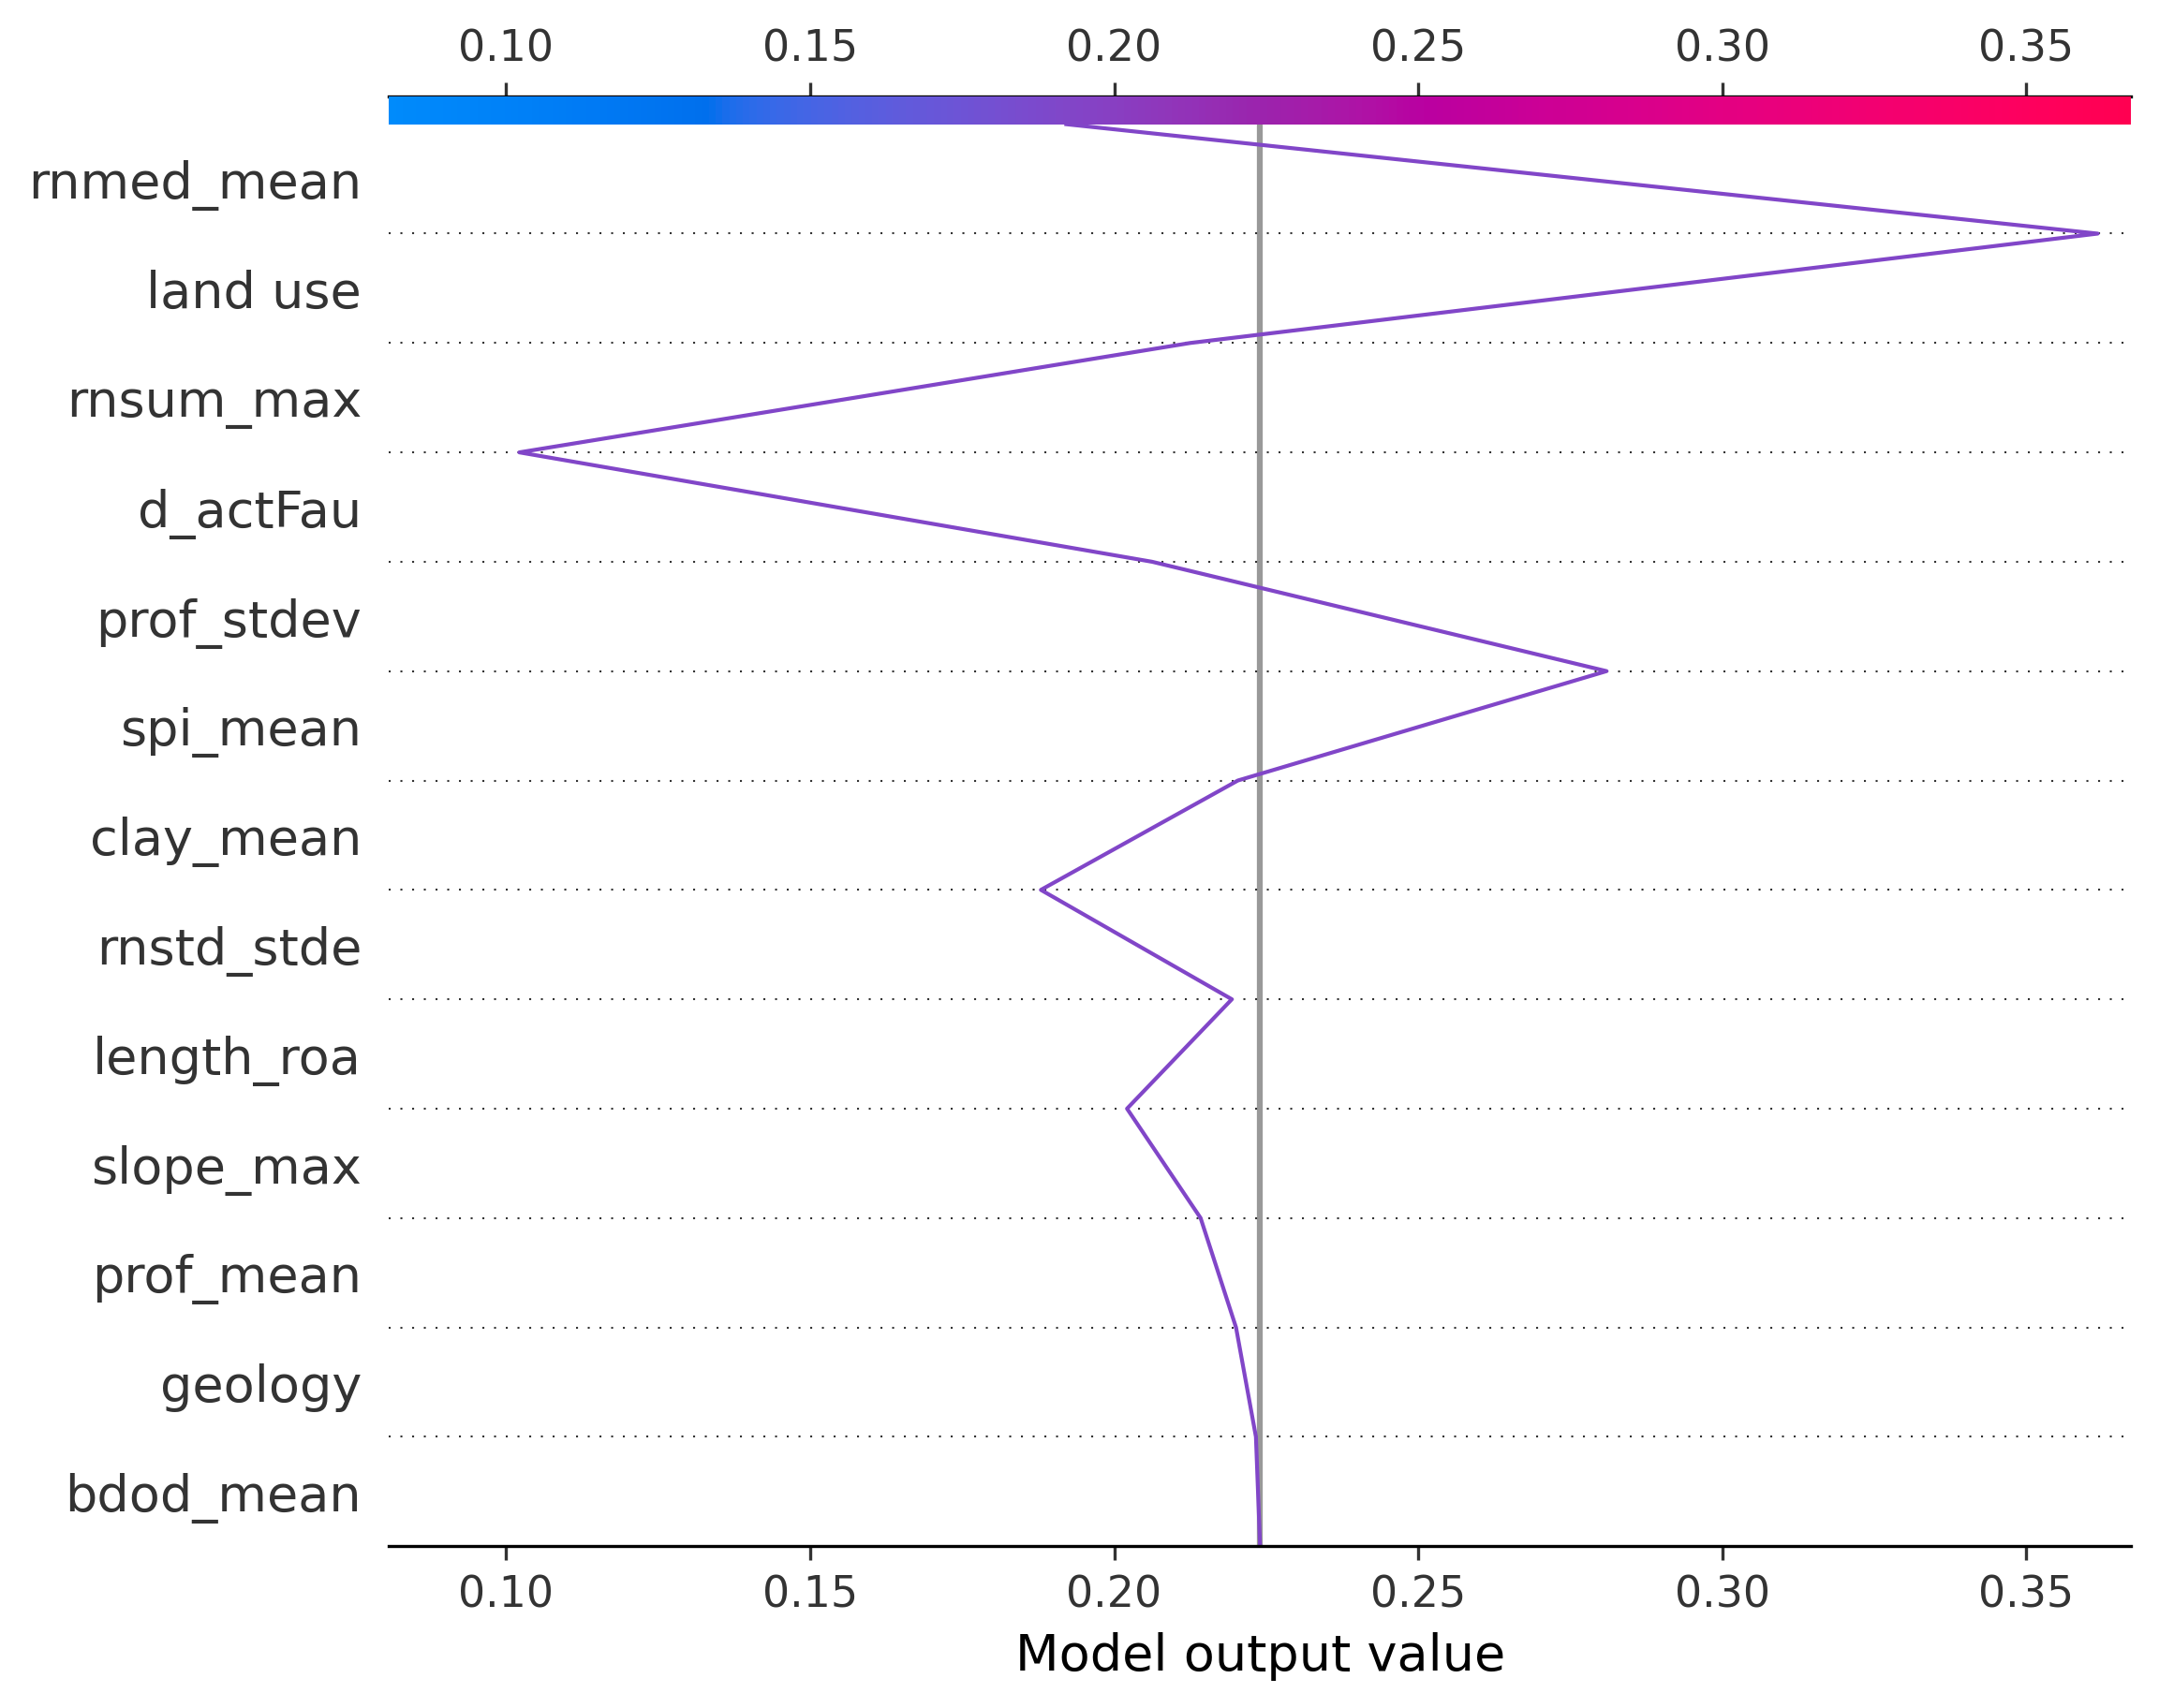 0.10 0.15 0.20 0.25 0.30 0.35
rnmed_mean
land use
rnsum_max
d_actFau
prof_stdev
spi_mean
clay_mean
rnstd_stde
length_roa
slope_max
prof_mean
geology
bdod_mean
0.10 0.15 0.20 0.25 0.30 0.35
Model output value